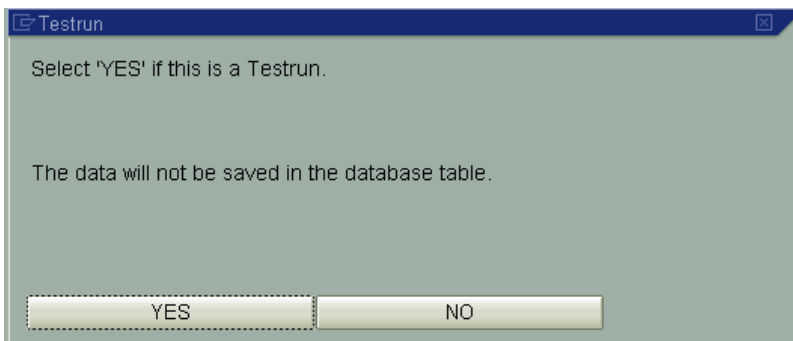 Testrun
Select 'YES' if this is a Testrun.
The data will not be saved in the database table.
YES NO